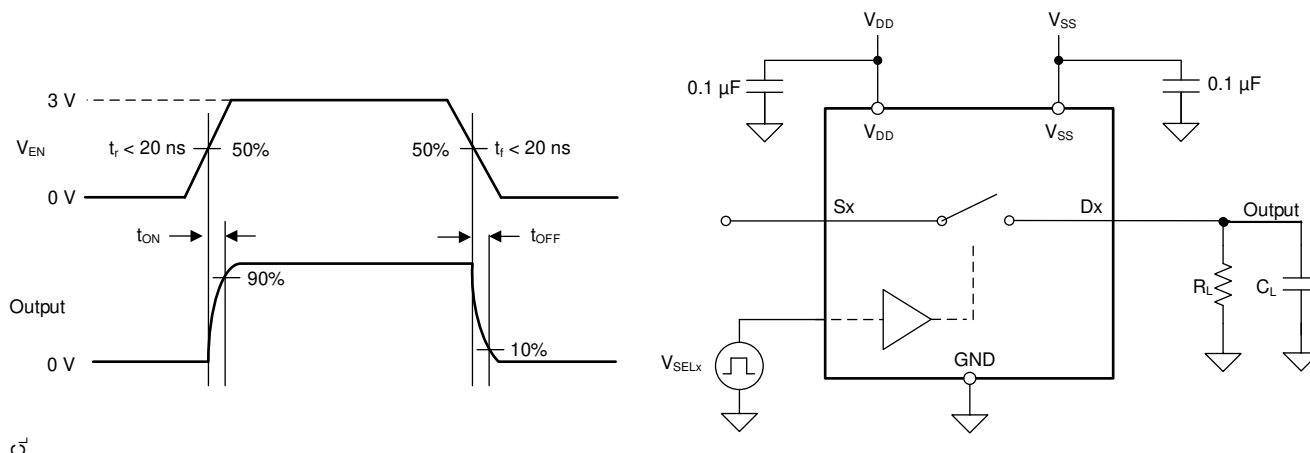 3 V
V_EN
t_r < 20 ns
50%
50%
t_f < 20 ns
0 V
t_ON
t_OFF
90%
Output
10%
0 V
V_DD
V_SS
0.1 µF
0.1 µF
V_DD
V_SS
Sx
Dx
Output
R_L
C_L
V_SELx
GND